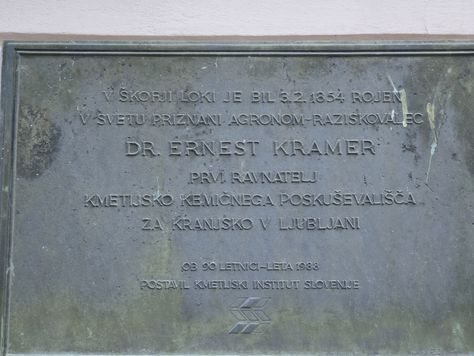 V ŠKOFJI LOKI JE BIL 3.2.1854 ROJEN
V SVETU PRIZNANI AGRONOM-RAZISKOVALEC
DR. ERNEST KRAMER
PRVI RAVNATELJ
KMETIJSKO KEMIČNEGA POSKUŠEVALIŠČA
ZA KRANJSKO V LJUBLJANI
OB 90 LETNICI-LETA 1988
POSTAVIL KMETIJSKI INSTITUT SLOVENIJE